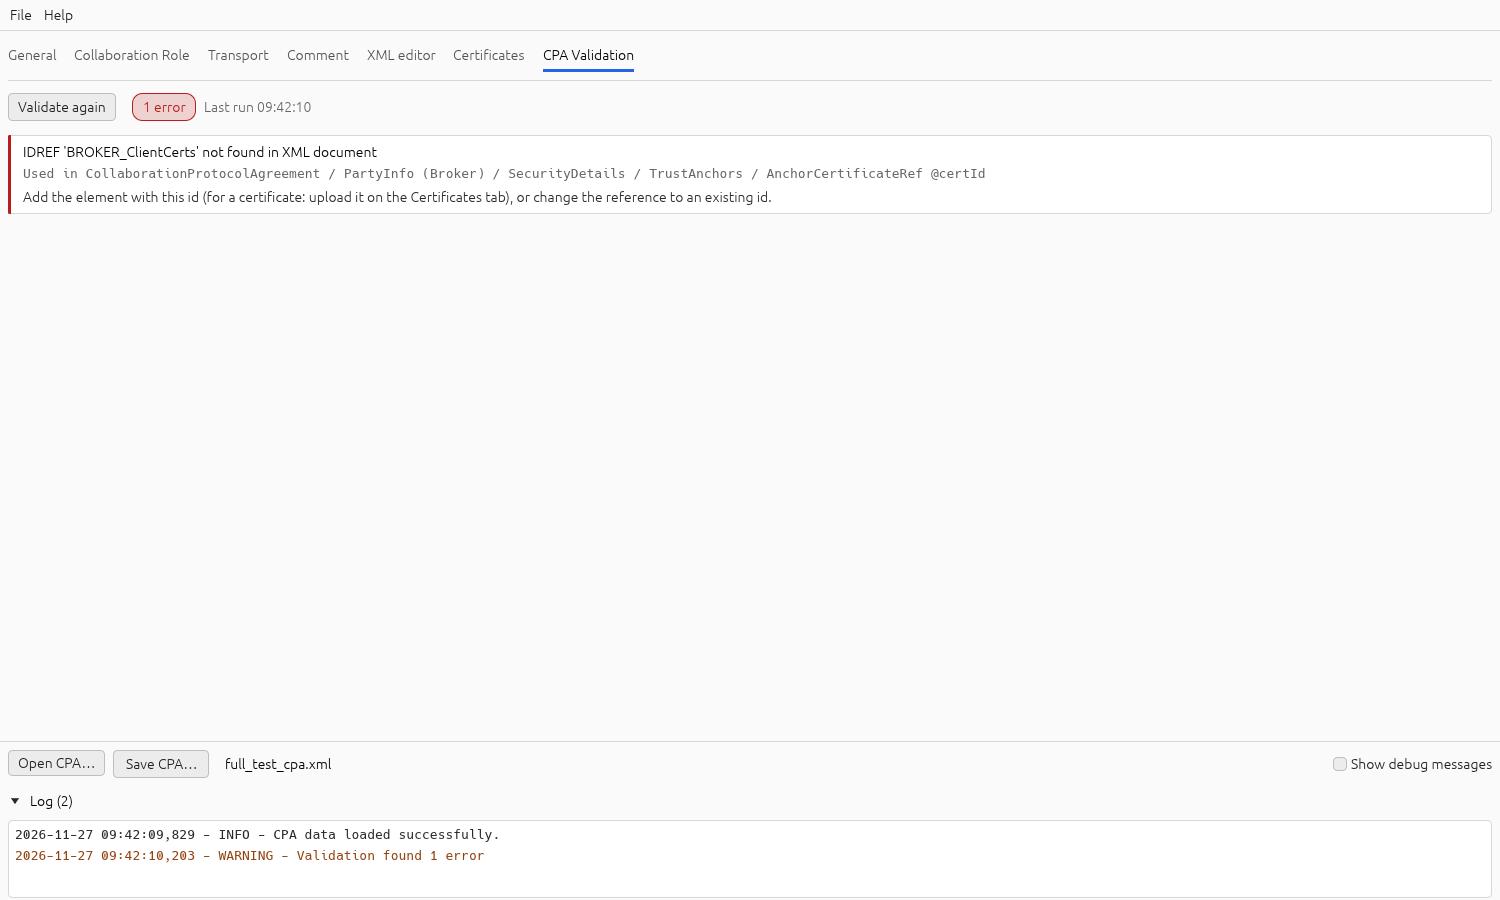 File Help
General Collaboration Role Transport Comment XML editor Certificates CPA Validation
Validate again 1 error Last run 09:42:10
IDREF 'BROKER_ClientCerts' not found in XML document
Used in CollaborationProtocolAgreement / PartyInfo (Broker) / SecurityDetails / TrustAnchors / AnchorCertificateRef @certId
Add the element with this id (for a certificate: upload it on the Certificates tab), or change the reference to an existing id.
Open CPA... Save CPA... full_test_cpa.xml Show debug messages
Log (2)
2026-11-27 09:42:09,829 - INFO - CPA data loaded successfully.
2026-11-27 09:42:10,203 - WARNING - Validation found 1 error